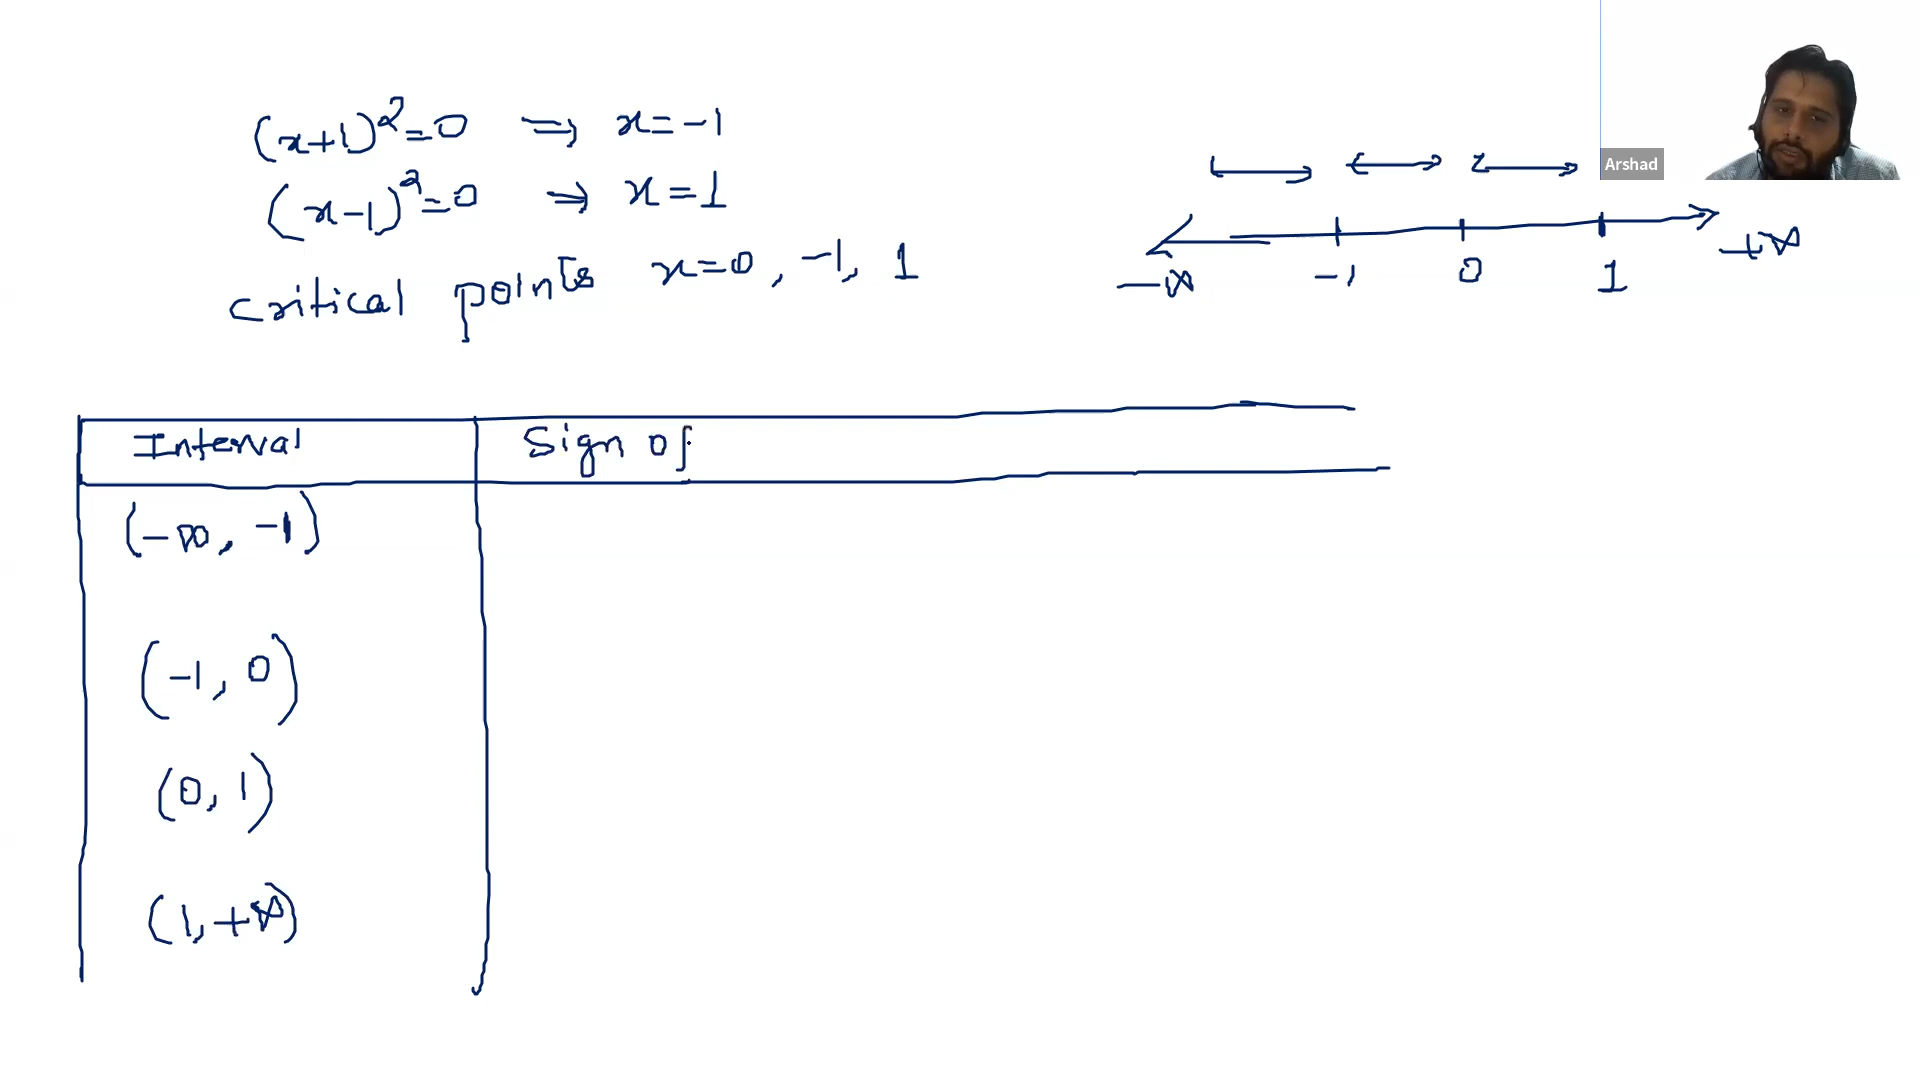 (x+1)²=0 ⇒ x=-1
(x-1)²=0 ⇒ x=1
critical points x=0, -1, 1
Arshad
-∞ -1 0 1 +∞
Interval Sign of
(-∞, -1)
(-1, 0)
(0, 1)
(1, +∞)